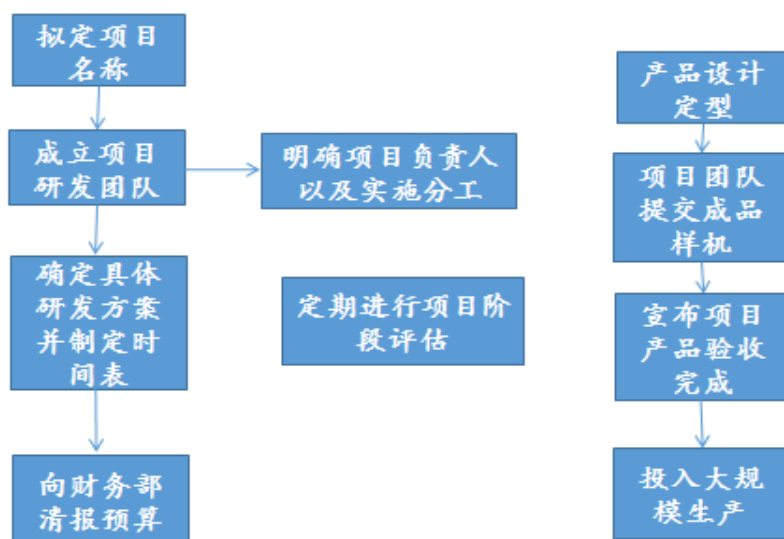 拟定项目
名称
成立项目
研发团队
明确项目负责人
以及实施分工
确定具体
研发方案
并制定时
间表
定期进行项目阶
段评估
向财务部
清报预算
产品设计
定型
项目团队
提交成品
样机
宣布项目
产品验收
完成
投入大规
模生产